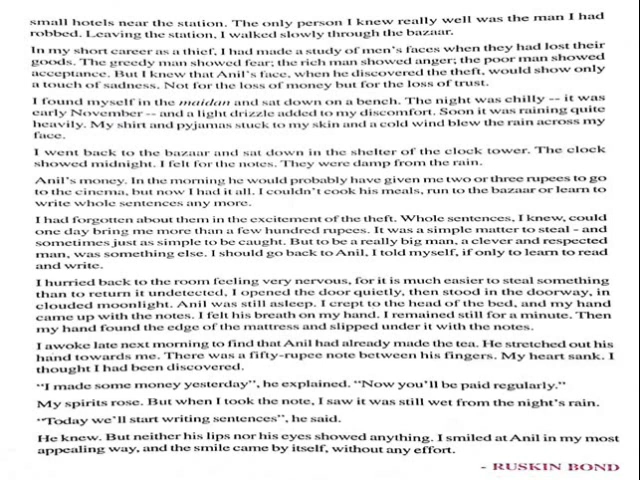 small hotels near the station. The only person I knew really well was the man I had
robbed. Leaving the station, I walked slowly through the bazaar.
In my short career as a thief, I had made a study of men's faces when they had lost their
goods. The greedy man showed fear; the rich man showed anger; the poor man showed
acceptance. But I knew that Anil's face, when he discovered the theft, would show only
a touch of sadness. Not for the loss of money but for the loss of trust.
I found myself in the maidan and sat down on a bench. The night was chilly -- it was
early November -- and a light drizzle added to my discomfort. Soon it was raining quite
heavily. My shirt and pyjamas stuck to my skin and a cold wind blew the rain across my
face.
I went back to the bazaar and sat down in the shelter of the clock tower. The clock
showed midnight. I felt for the notes. They were damp from the rain.
Anil's money. In the morning he would probably have given me two or three rupees to go
to the cinema, but now I had it all. I couldn't cook his meals, run to the bazaar or learn to
write whole sentences any more.
I had forgotten about them in the excitement of the theft. Whole sentences, I knew, could
one day bring me more than a few hundred rupees. It was a simple matter to steal - and
sometimes just as simple to be caught. But to be a really big man, a clever and respected
man, was something else. I should go back to Anil, I told myself, if only to learn to read
and write.
I hurried back to the room feeling very nervous, for it is much easier to steal something
than to return it undetected, I opened the door quietly, then stood in the doorway, in
clouded moonlight. Anil was still asleep. I crept to the head of the bed, and my hand
came up with the notes. I felt his breath on my hand. I remained still for a minute. Then
my hand found the edge of the mattress and slipped under it with the notes.
I awoke late next morning to find that Anil had already made the tea. He stretched out his
hand towards me. There was a fifty-rupee note between his fingers. My heart sank. I
thought I had been discovered.
"I made some money yesterday", he explained. "Now you'll be paid regularly."
My spirits rose. But when I took the note, I saw it was still wet from the night's rain.
"Today we'll start writing sentences", he said.
He knew. But neither his lips nor his eyes showed anything. I smiled at Anil in my most
appealing way, and the smile came by itself, without any effort.
- RUSKIN BOND